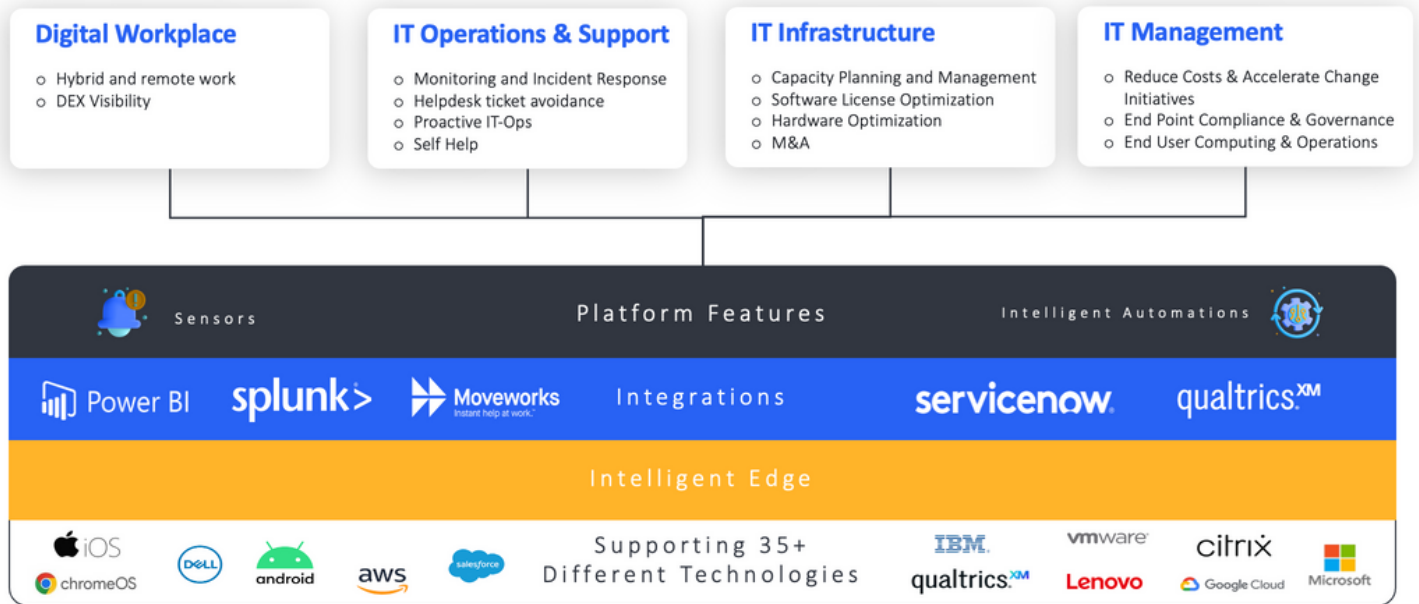 Digital Workplace
o Hybrid and remote work
o DEX Visibility
IT Operations & Support
o Monitoring and Incident Response
o Helpdesk ticket avoidance
o Proactive IT-Ops
o Self Help
IT Infrastructure
o Capacity Planning and Management
o Software License Optimization
o Hardware Optimization
o M&A
IT Management
o Reduce Costs & Accelerate Change
Initiatives
o End Point Compliance & Governance
o End User Computing & Operations
Sensors
Platform Features
Intelligent Automations
Power BI
splunk>
Moveworks
Instant help at work.™
Integrations
servicenow.
qualtrics.XM
Intelligent Edge
iOS
chromeOS
DELL
android
aws
salesforce
Supporting 35+
Different Technologies
IBM.
qualtrics.XM
vmware
Lenovo
citrix
Google Cloud
Microsoft